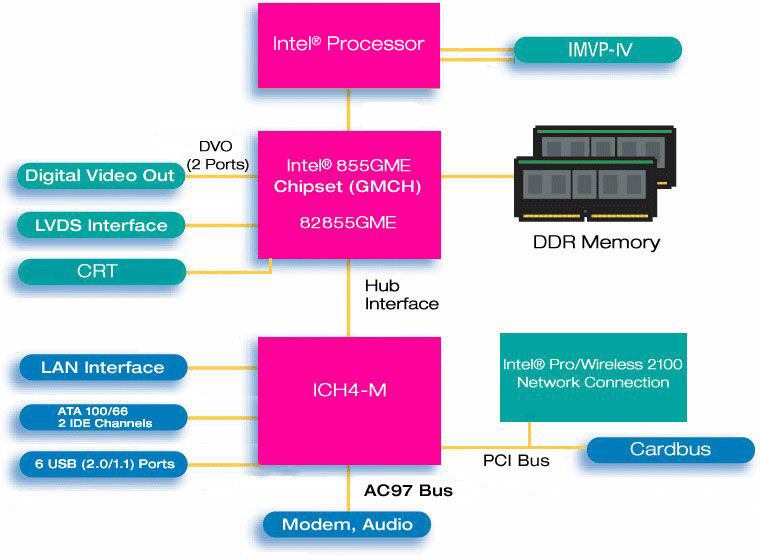 Intel® Processor
IMVP-IV
DVO
(2 Ports)
Digital Video Out
LVDS Interface
CRT
Intel® 855GME
Chipset (GMCH)
82855GME
DDR Memory
Hub
Interface
LAN Interface
ATA 100/66
2 IDE Channels
6 USB (2.0/1.1) Ports
ICH4-M
Intel® Pro/Wireless 2100
Network Connection
PCI Bus
Cardbus
AC97 Bus
Modem, Audio